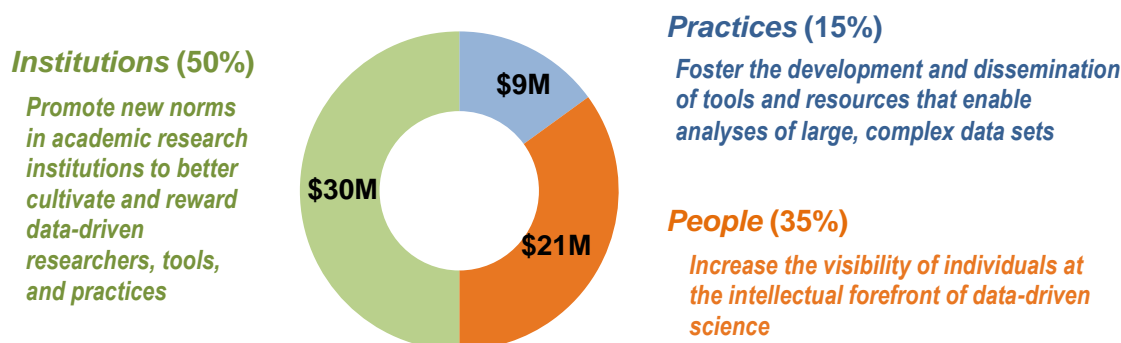 Institutions (50%)
Promote new norms
in academic research
institutions to better
cultivate and reward
data-driven
researchers, tools,
and practices
$9M
$30M
$21M
Practices (15%)
Foster the development and dissemination
of tools and resources that enable
analyses of large, complex data sets
People (35%)
Increase the visibility of individuals at
the intellectual forefront of data-driven
science